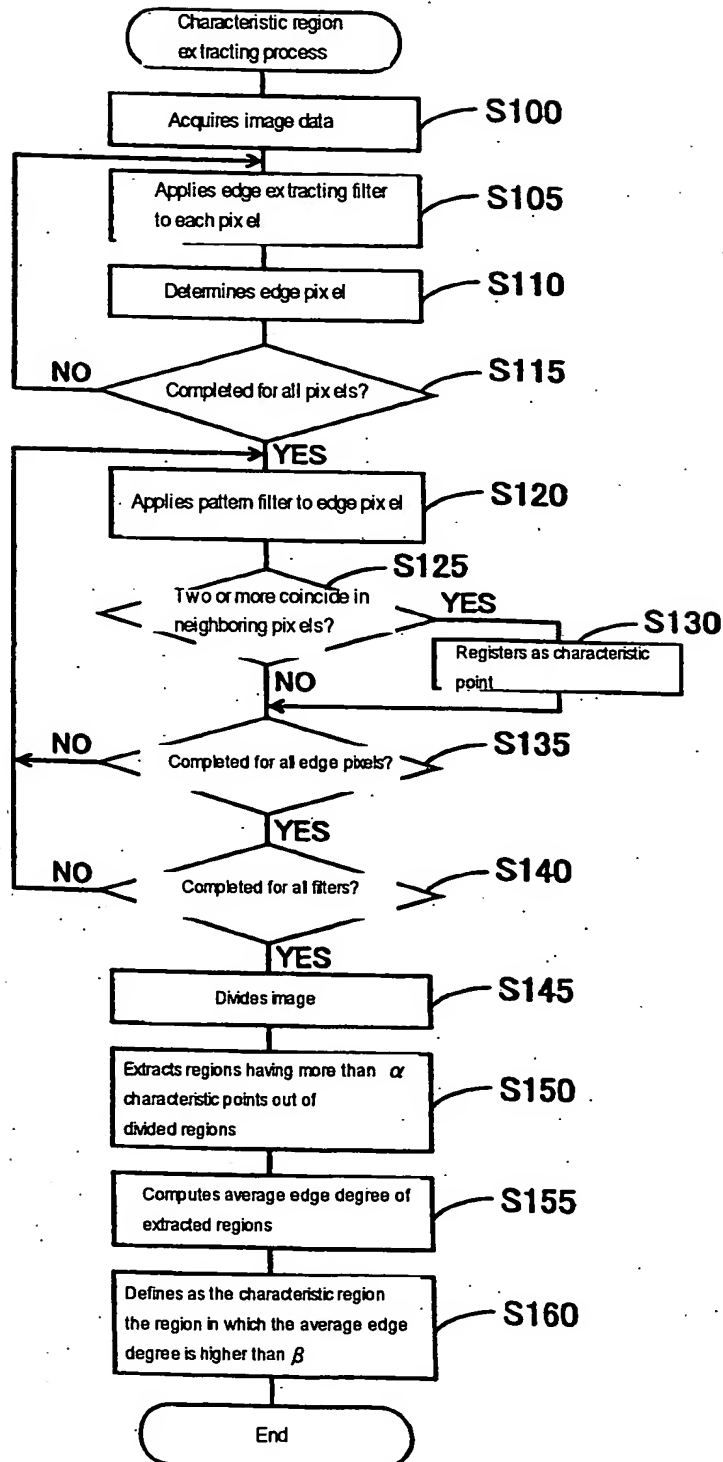 Characteristic region
extracting process
Acquires image data
S100
Applies edge extracting filter
to each pixel
S105
Determines edge pixel
S110
NO
Completed for all pixels?
S115
YES
Applies pattern filter to edge pixel
S120
S125
Two or more coincide in
neighboring pixels?
YES
S130
Registers as characteristic
point
NO
NO
Completed for all edge pixels?
S135
YES
NO
Completed for all filters?
S140
YES
Divides image
S145
Extracts regions having more than α
characteristic points out of
divided regions
S150
Computes average edge degree of
extracted regions
S155
Defines as the characteristic region
the region in which the average edge
degree is higher than β
S160
End